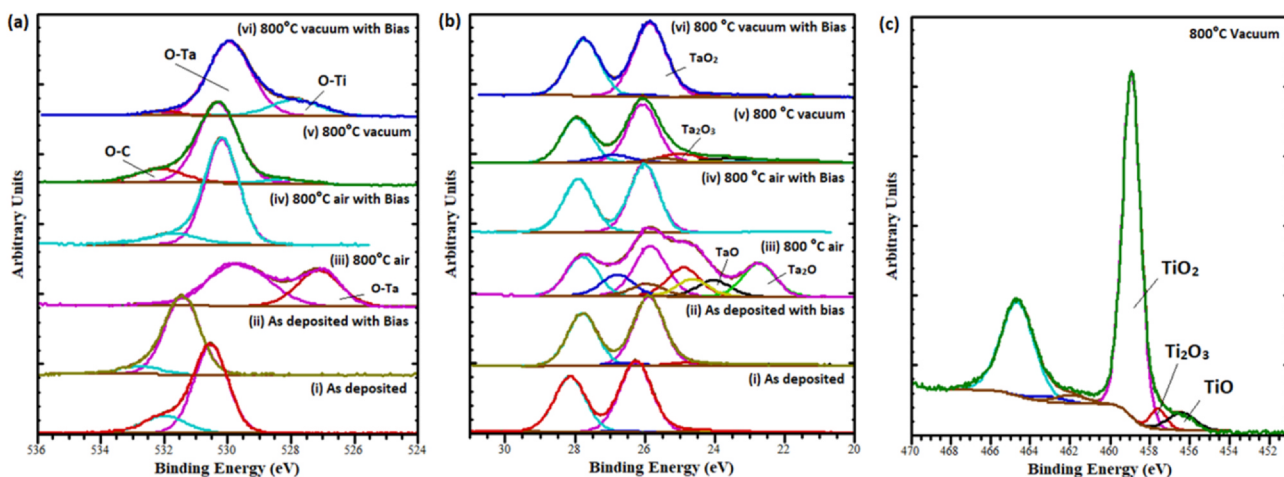 (a)
(vi) 800°C vacuum with Bias
O-Ta
O-Ti
(v) 800°C vacuum
O-C
(iv) 800°C air with Bias
(iii) 800°C air
O-Ta
(ii) As deposited with Bias
(i) As deposited
Arbitrary Units
536 534 532 530 528 526 524
Binding Energy (eV)
(b)
(vi) 800°C vacuum with Bias
TaO₂
(v) 800°C vacuum
Ta₂O₃
(iv) 800°C air with Bias
(iii) 800°C air
TaO
Ta₂O
(ii) As deposited with bias
(i) As deposited
Arbitrary Units
30 28 26 24 22 20
Binding Energy (eV)
(c)
800°C Vacuum
TiO₂
Ti₂O₃
TiO
Arbitrary Units
470 468 466 464 462 460 458 456 454 452
Binding Energy (eV)